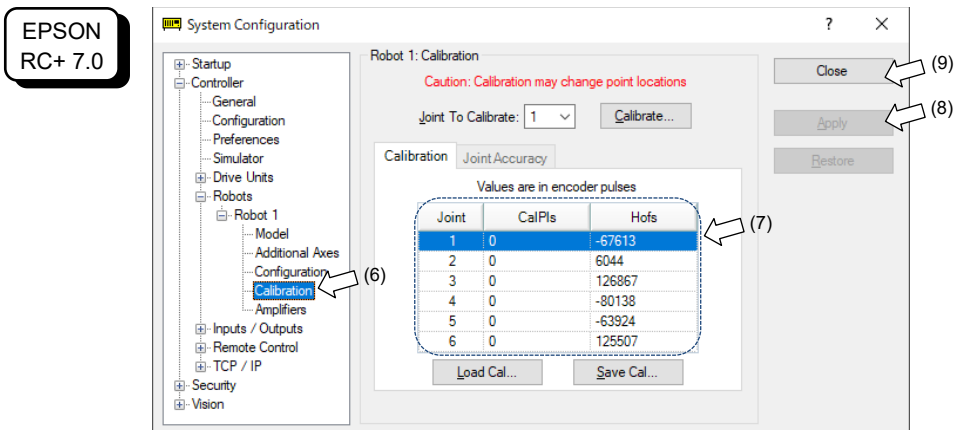 EPSON
RC+ 7.0
System Configuration
?
Startup
Controller
General
Configuration
Preferences
Simulator
Drive Units
Robots
Robot 1
Model
Additional Axes
Configuration
Calibration
Amplifiers
Inputs / Outputs
Remote Control
TCP / IP
Security
Vision
(6)
Robot 1: Calibration
Caution: Calibration may change point locations
Joint To Calibrate: 1 Calibrate...
Calibration Joint Accuracy
Values are in encoder pulses
Joint CalPls Hofs
1 0 -67613
2 0 6044
3 0 126867
4 0 -80138
5 0 -63924
6 0 125507
(7)
Load Cal... Save Cal...
Close (9)
Apply (8)
Restore